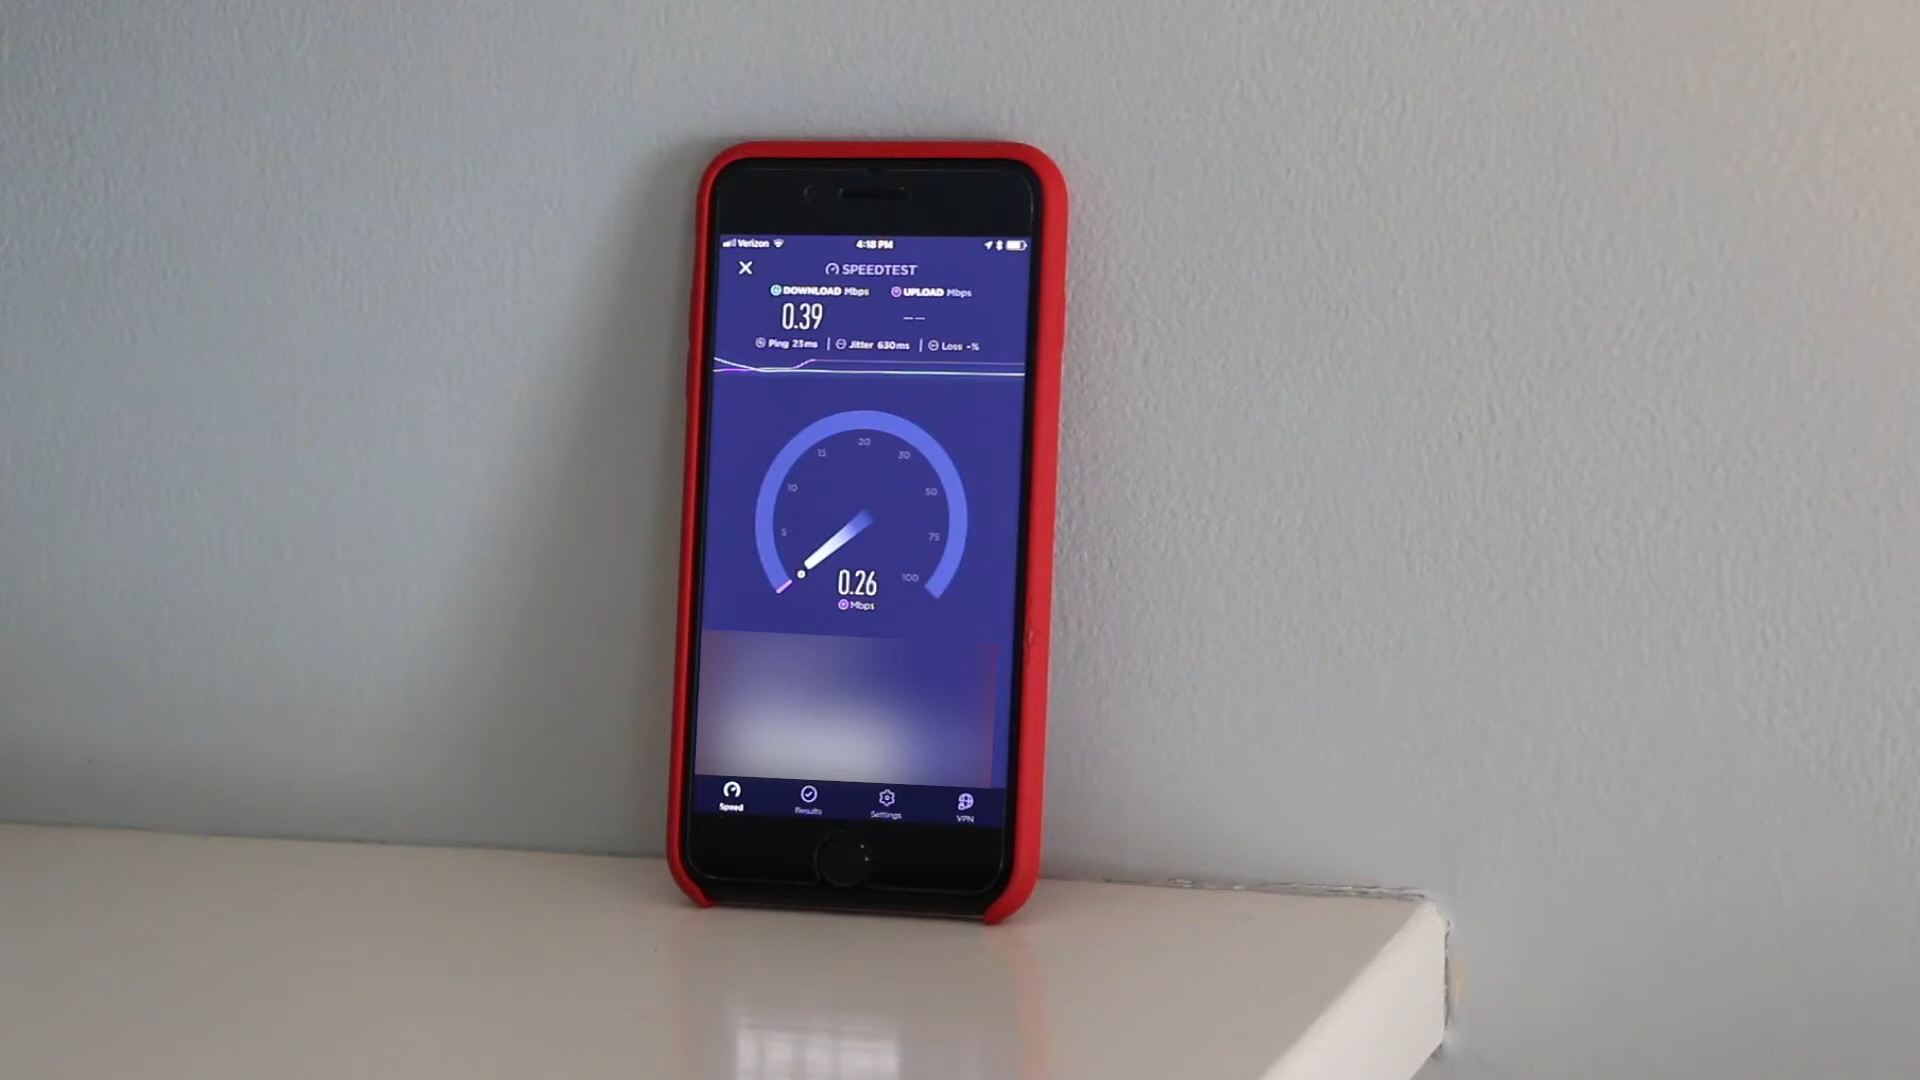 Verizon 4:18 PM
SPEEDTEST
DOWNLOAD Mbps UPLOAD Mbps
0.39 --
Ping 23ms | Jitter 630ms | Loss -%
20
15 30
10 50
5 75
0 100
0.26
Mbps
Speed Results Settings VPN